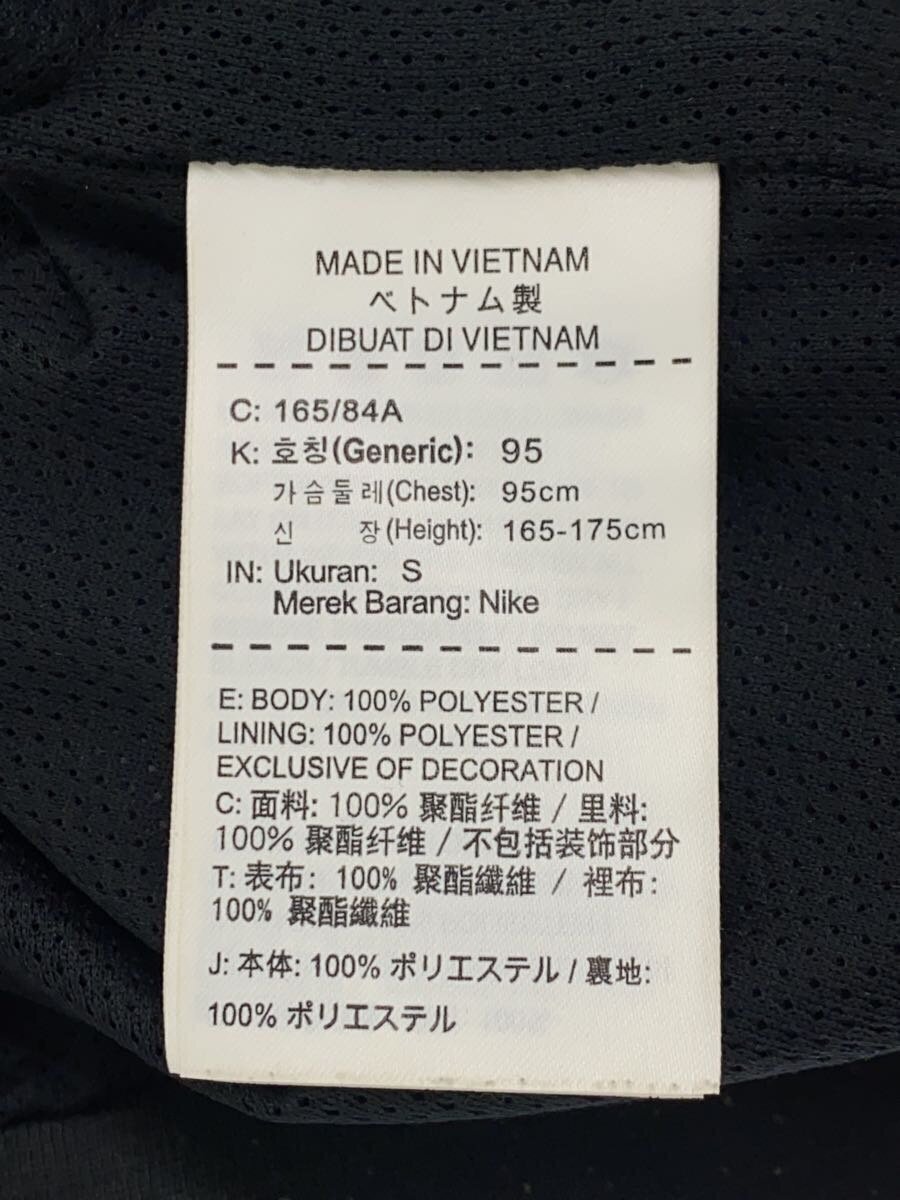 MADE IN VIETNAM
ベトナム製
DIBUAT DI VIETNAM
C: 165/84A
K: 호칭(Generic): 95
가슴둘레(Chest): 95cm
신 장(Height): 165-175cm
IN: Ukuran: S
Merek Barang: Nike
E: BODY: 100% POLYESTER /
LINING: 100% POLYESTER /
EXCLUSIVE OF DECORATION
C: 面料: 100% 聚酯纤维 / 里料:
100% 聚酯纤维 / 不包括装饰部分
T: 表布: 100% 聚酯纖維 / 裡布:
100% 聚酯纖維
J: 本体: 100% ポリエステル / 裏地:
100% ポリエステル